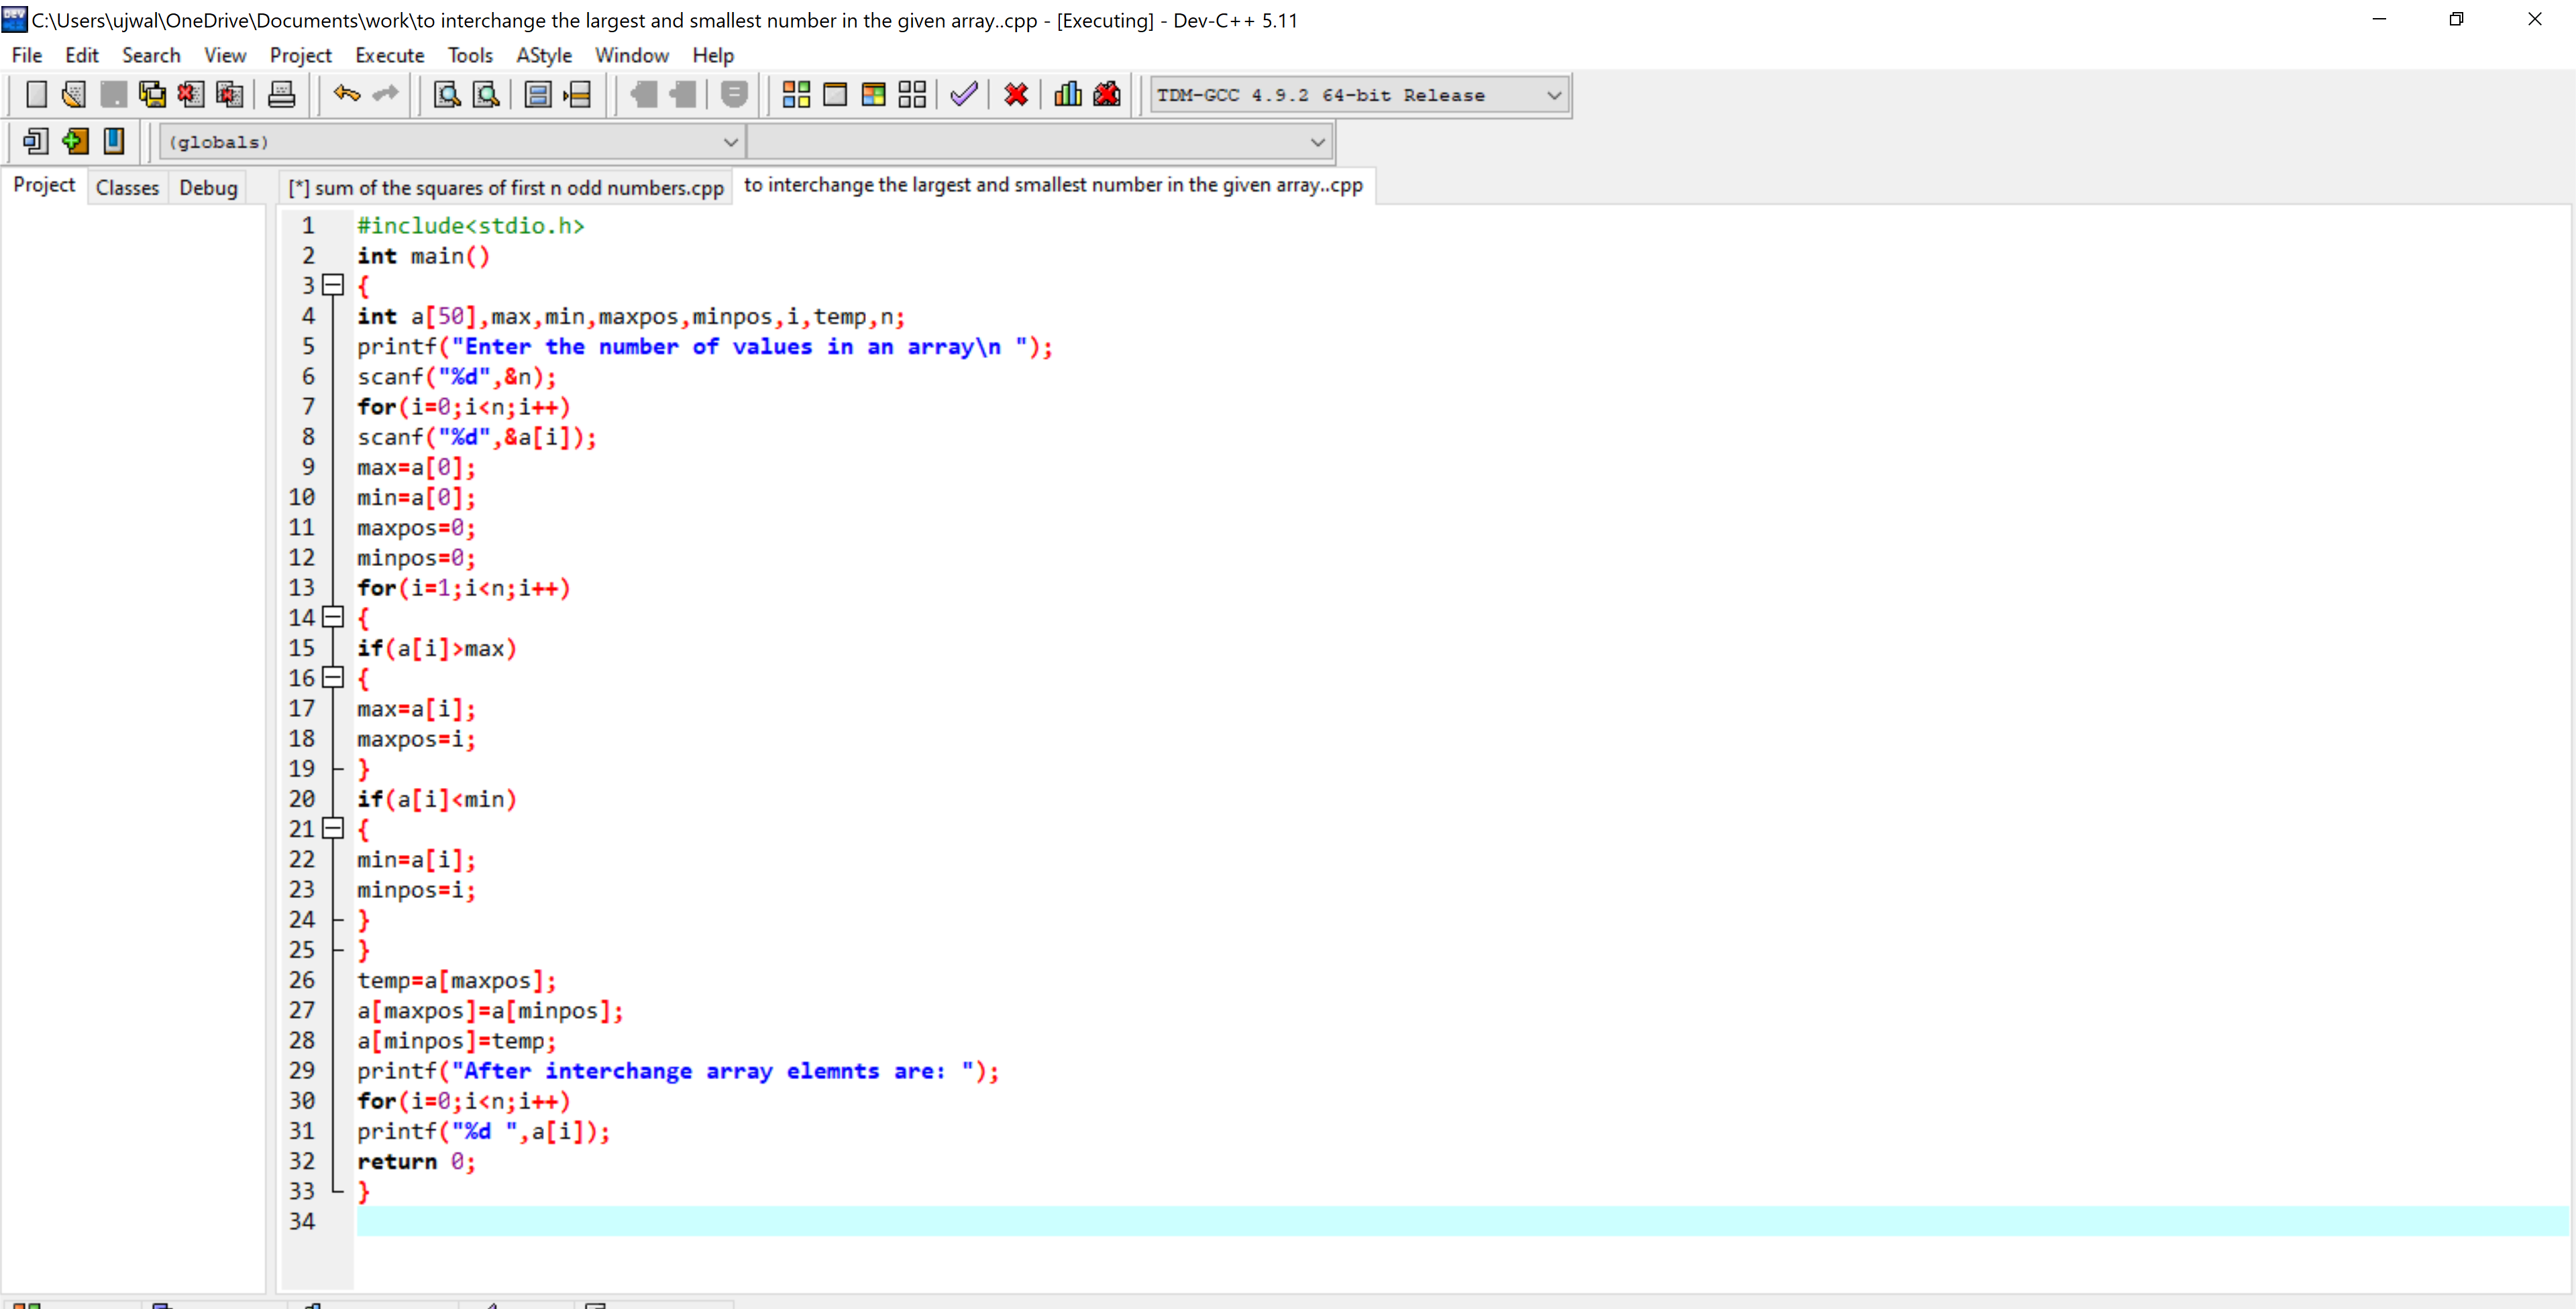 C:\Users\ujwal\OneDrive\Documents\work\to interchange the largest and smallest number in the given array..cpp - [Executing] - Dev-C++ 5.11
File Edit Search View Project Execute Tools AStyle Window Help
TDM-GCC 4.9.2 64-bit Release
(globals)
Project Classes Debug [*] sum of the squares of first n odd numbers.cpp to interchange the largest and smallest number in the given array..cpp
1 #include<stdio.h>
2 int main()
3 {
4 int a[50],max,min,maxpos,minpos,i,temp,n;
5 printf("Enter the number of values in an array\n ");
6 scanf("%d",&n);
7 for(i=0;i<n;i++)
8 scanf("%d",&a[i]);
9 max=a[0];
10 min=a[0];
11 maxpos=0;
12 minpos=0;
13 for(i=1;i<n;i++)
14 {
15 if(a[i]>max)
16 {
17 max=a[i];
18 maxpos=i;
19 }
20 if(a[i]<min)
21 {
22 min=a[i];
23 minpos=i;
24 }
25 }
26 temp=a[maxpos];
27 a[maxpos]=a[minpos];
28 a[minpos]=temp;
29 printf("After interchange array elemnts are: ");
30 for(i=0;i<n;i++)
31 printf("%d ",a[i]);
32 return 0;
33 }
34